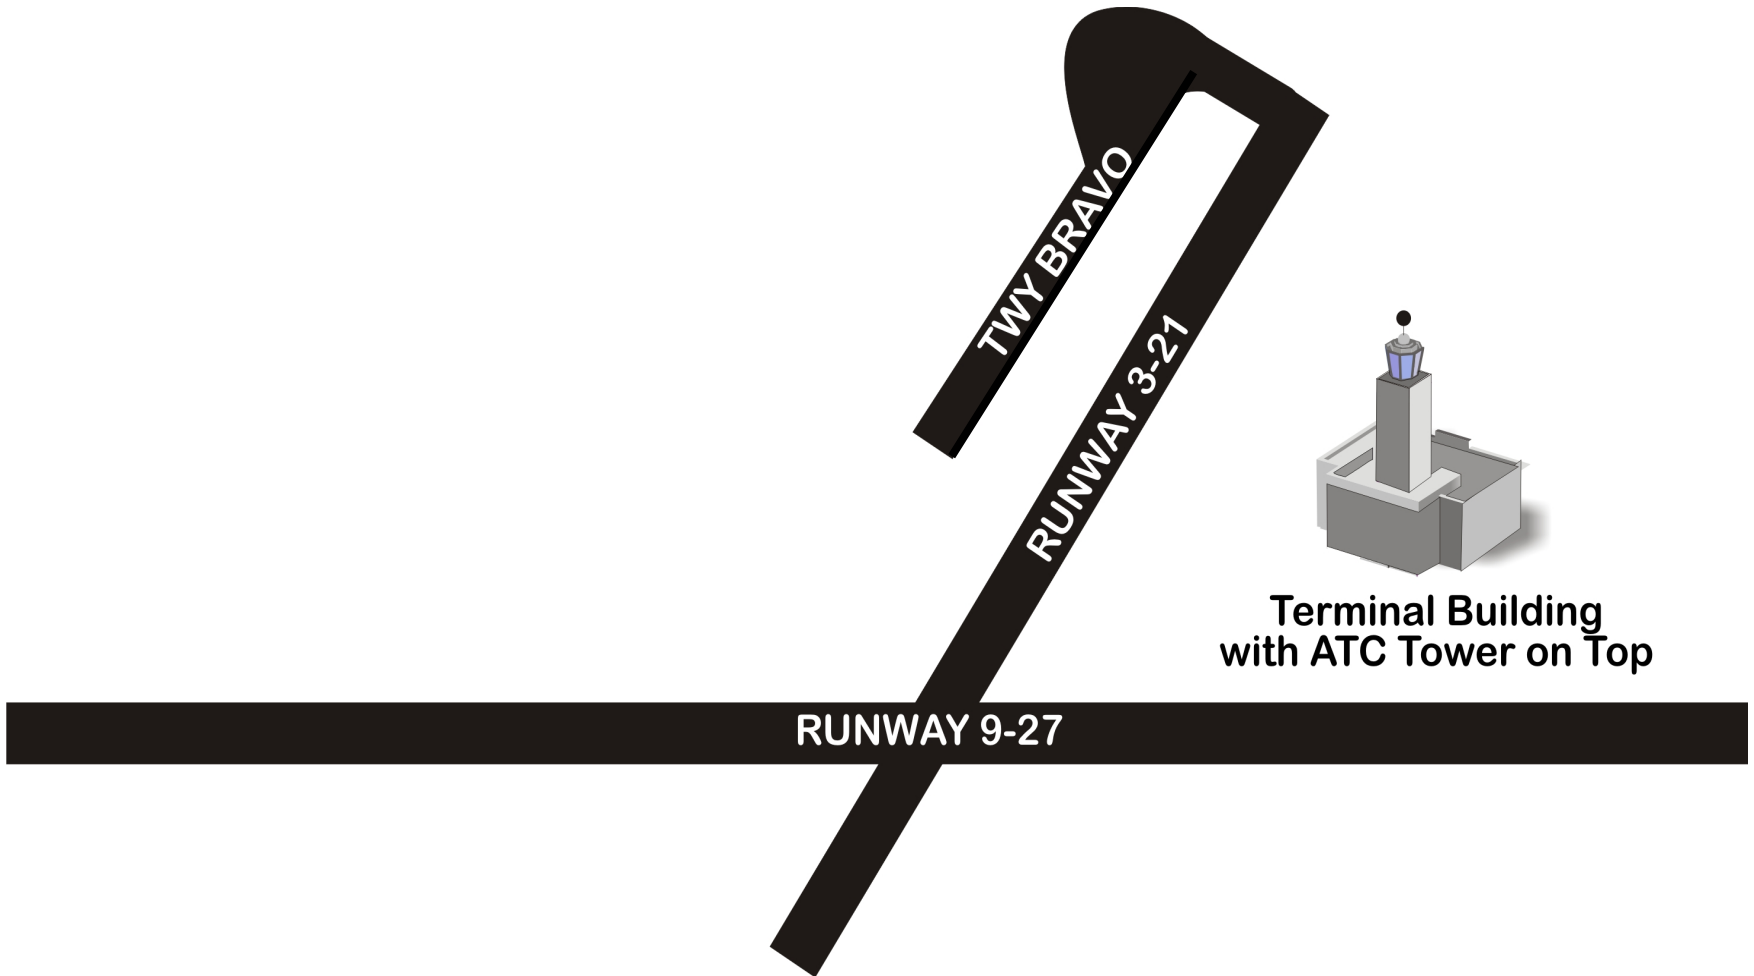 TWY BRAVO
RUNWAY 3-21
Terminal Building
with ATC Tower on Top
RUNWAY 9-27